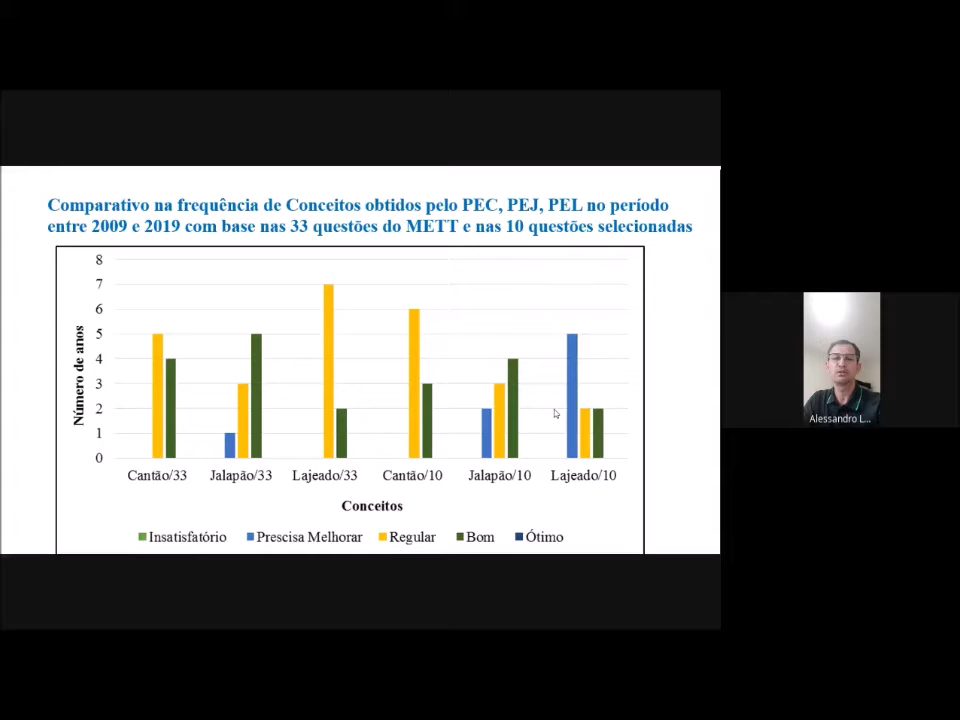 Comparativo na frequência de Conceitos obtidos pelo PEC, PEJ, PEL no período
entre 2009 e 2019 com base nas 33 questões do METT e nas 10 questões selecionadas
8
7
6
5
4
3
2
1
0
Número de anos
Cantão/33 Jalapão/33 Lajeado/33 Cantão/10 Jalapão/10 Lajeado/10
Conceitos
Insatisfatório Prescisa Melhorar Regular Bom Ótimo
Alessandro L...